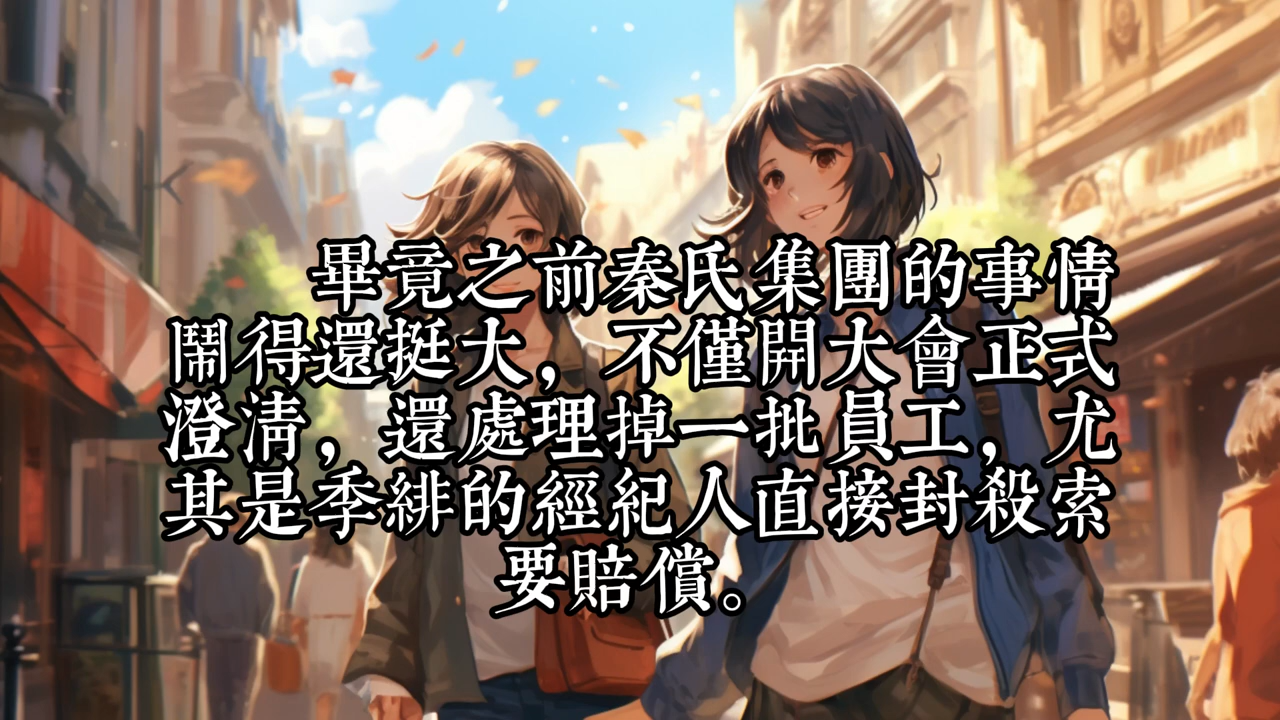 畢竟之前秦氏集團的事情
鬧得還挺大，不僅開大會正式
澄清，還處理掉一批員工，尤
其是季緋的經紀人直接封殺索
要賠償。